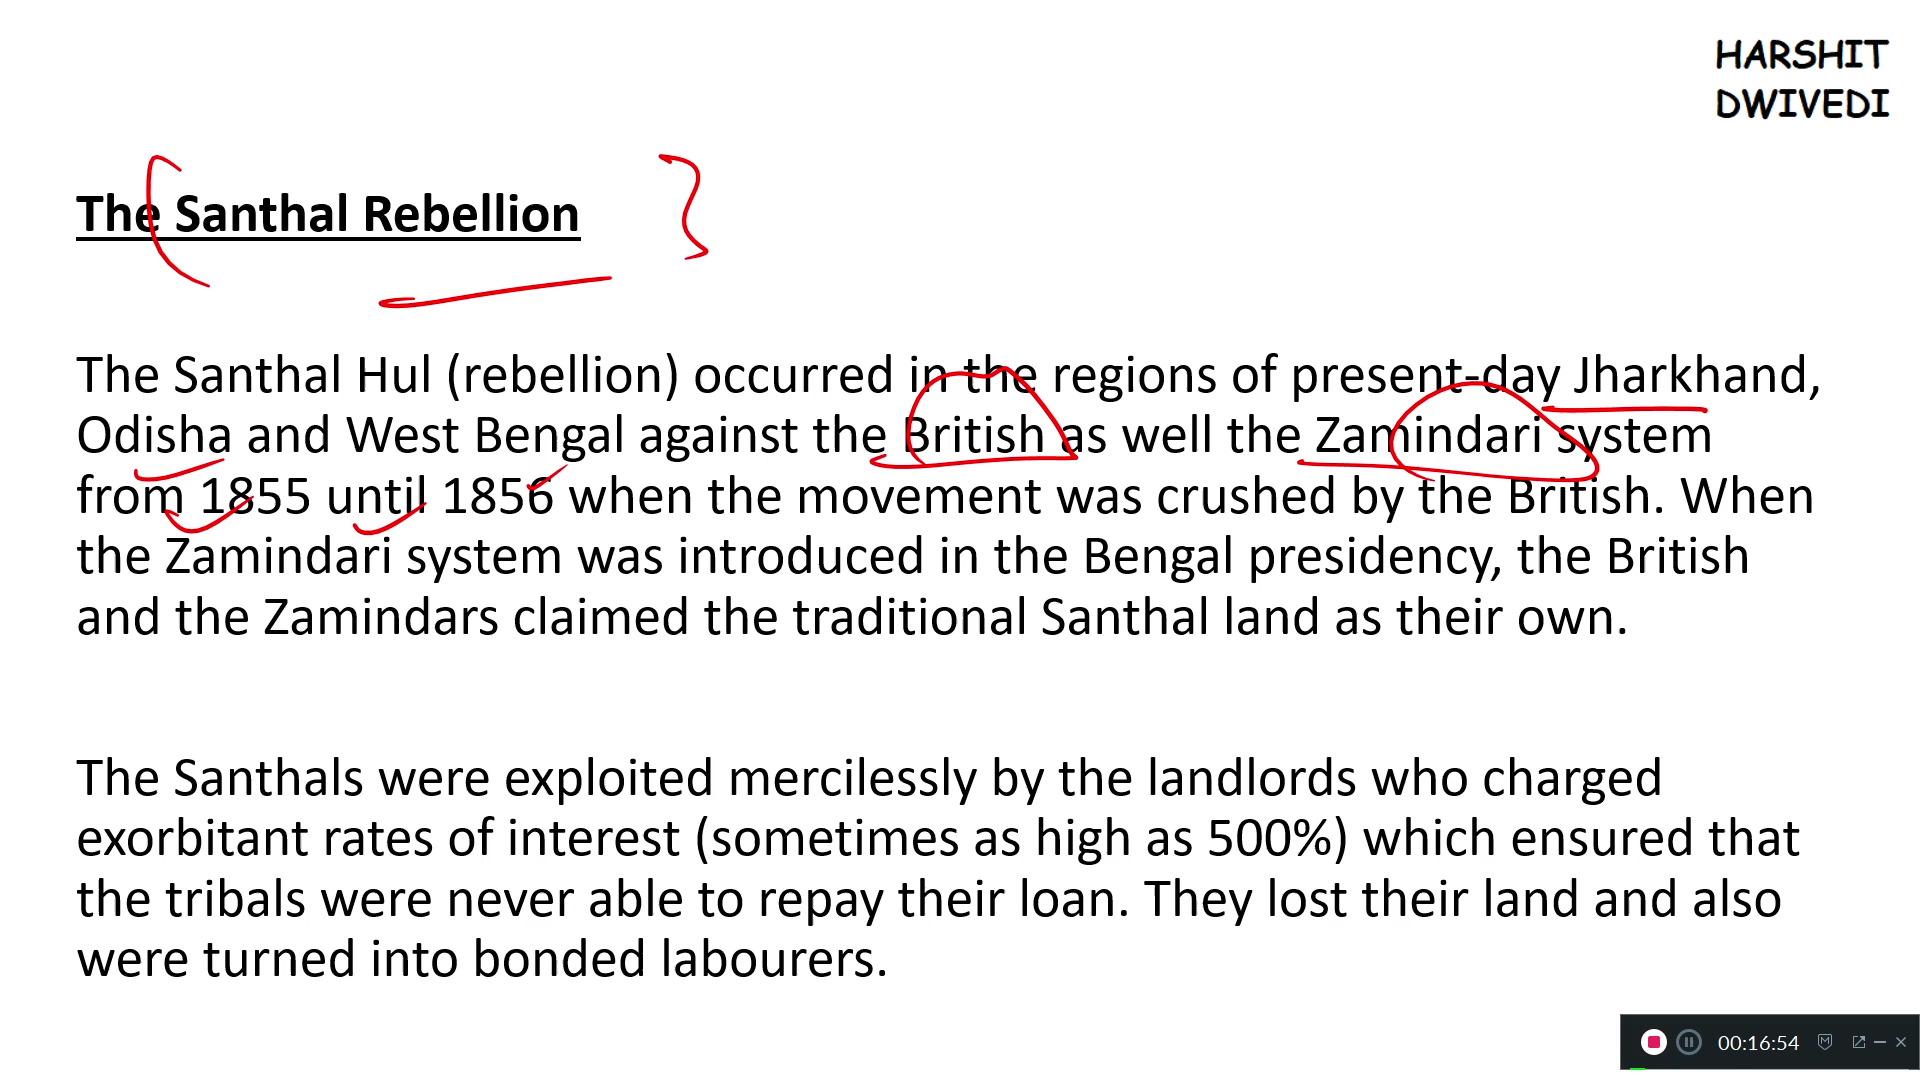 HARSHIT
DWIVEDI
The Santhal Rebellion
The Santhal Hul (rebellion) occurred in the regions of present-day Jharkhand,
Odisha and West Bengal against the British as well the Zamindari system
from 1855 until 1856 when the movement was crushed by the British. When
the Zamindari system was introduced in the Bengal presidency, the British
and the Zamindars claimed the traditional Santhal land as their own.
The Santhals were exploited mercilessly by the landlords who charged
exorbitant rates of interest (sometimes as high as 500%) which ensured that
the tribals were never able to repay their loan. They lost their land and also
were turned into bonded labourers.
00:16:54